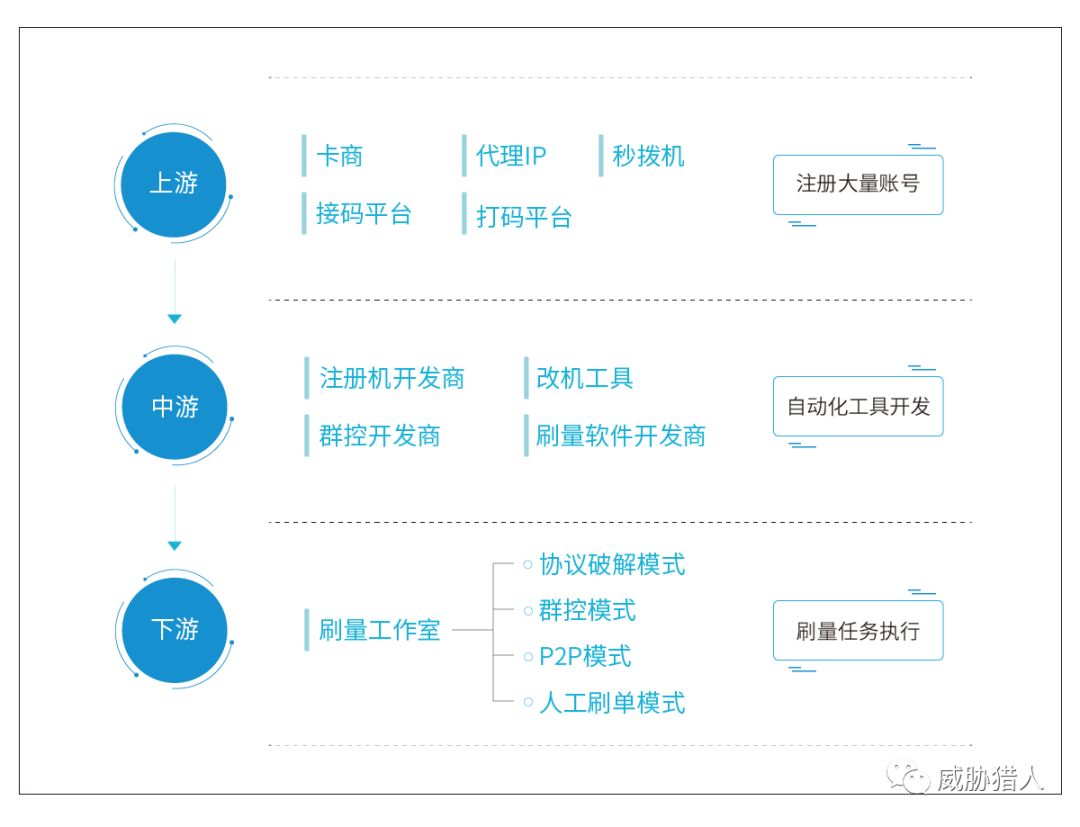 上游
卡商
代理IP
秒拨机
接码平台
打码平台
注册大量账号
中游
注册机开发商
改机工具
群控开发商
刷量软件开发商
自动化工具开发
下游
刷量工作室
协议破解模式
群控模式
P2P模式
人工刷单模式
刷量任务执行
威胁猎人